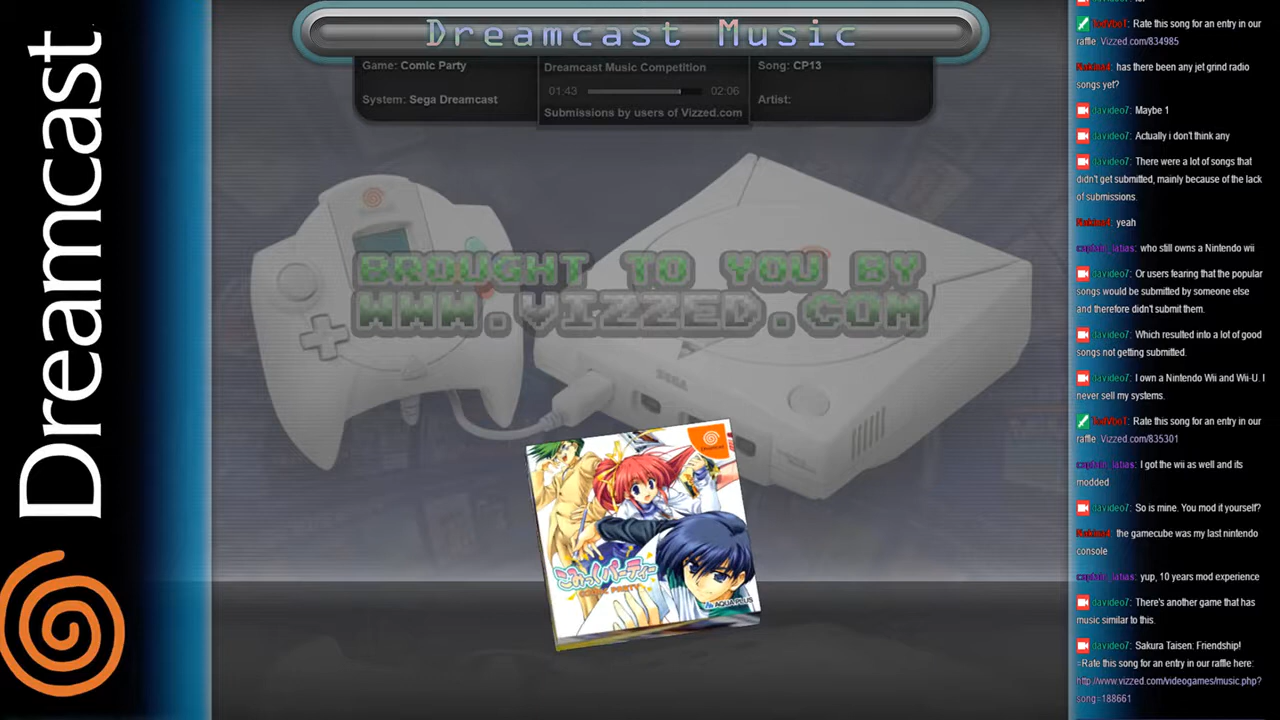 Dreamcast
Dreamcast Music
Game: Comic Party
System: Sega Dreamcast
Dreamcast Music Competition
01:43
02:06
Submissions by users of Vizzed.com
Song: CP13
Artist:
BROUGHT TO YOU BY
WWW.VIZZED.COM
SEGA
Dreamcast
こみっくパーティー
COMIC PARTY
AQUAPLUS
Rate this song for an entry in our
raffle Vizzed.com/834985
has there been any jet grind radio
songs yet?
davideo7: Maybe 1
davideo7: Actually i don't think any
davideo7: There were a lot of songs that
didn't get submitted, mainly because of the lack
of submissions.
yeah
who still owns a Nintendo wii
davideo7: Or users fearing that the popular
songs would be submitted by someone else
and therefore didn't submit them.
davideo7: Which resulted into a lot of good
songs not getting submitted.
davideo7: I own a Nintendo Wii and Wii-U. I
never sell my systems.
Rate this song for an entry in our
raffle Vizzed.com/835301
I got the wii as well and its
modded
davideo7: So is mine. You mod it yourself?
the gamecube was my last nintendo
console
yup, 10 years mod experience
davideo7: There's another game that has
music similar to this.
davideo7: Sakura Taisen: Friendship!
=Rate this song for an entry in our raffle here:
http://www.vizzed.com/videogames/music.php?
song=188661